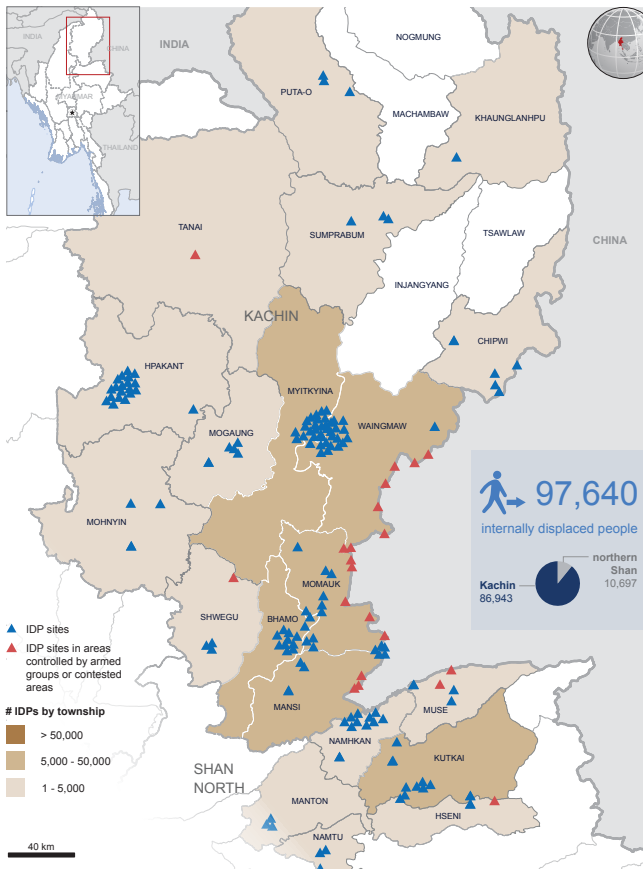 INDIA
CHINA
MYANMAR
THAILAND
INDIA
NOGMUNG
PUTA-O
MACHAMBAW
KHAUNGLANHPU
TANAI
SUMPRABUM
TSAWLAW
CHINA
INJANGYANG
KACHIN
CHIPWI
HPAKANT
MYITKYINA
WAINGMAW
MOGAUNG
97,640
internally displaced people
MOHNYIN
northern
Shan
10,697
Kachin
86,943
MOMAUK
SHWEGU
BHAMO
IDP sites
IDP sites in areas
controlled by armed
groups or contested
areas
MANSI
MUSE
# IDPs by township
> 50,000
5,000 - 50,000
1 - 5,000
NAMHKAN
KUTKAI
SHAN
NORTH
MANTON
HSENI
NAMTU
40 km